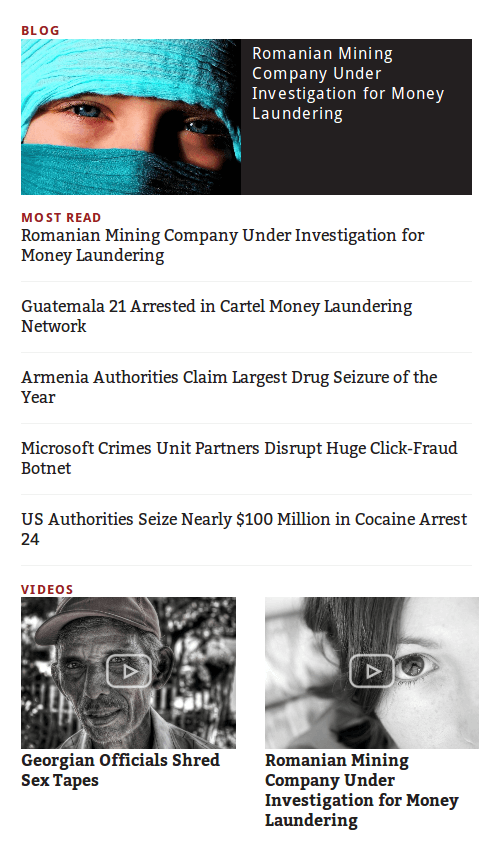 BLOG
Romanian Mining
Company Under
Investigation for Money
Laundering
MOST READ
Romanian Mining Company Under Investigation for
Money Laundering
Guatemala 21 Arrested in Cartel Money Laundering
Network
Armenia Authorities Claim Largest Drug Seizure of the
Year
Microsoft Crimes Unit Partners Disrupt Huge Click-Fraud
Botnet
US Authorities Seize Nearly $100 Million in Cocaine Arrest
24
VIDEOS
Georgian Officials Shred
Sex Tapes
Romanian Mining
Company Under
Investigation for Money
Laundering